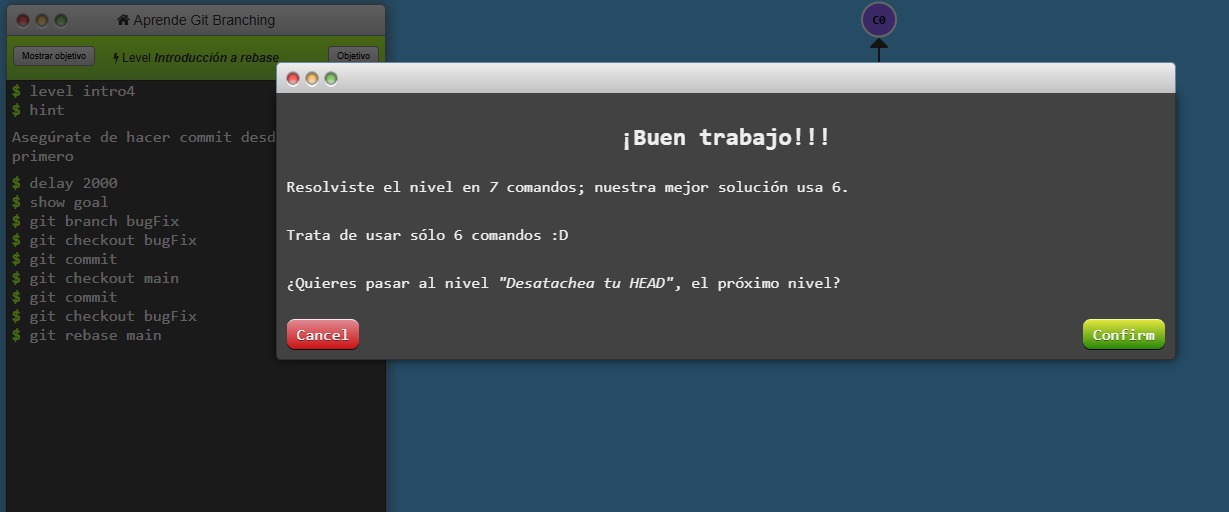 Aprende Git Branching
Mostrar objetivo
Level Introducción a rebase
Objetivo
$ level intro4
$ hint
Asegúrate de hacer commit desd
primero
$ delay 2000
$ show goal
$ git branch bugFix
$ git checkout bugFix
$ git commit
$ git checkout main
$ git commit
$ git checkout bugFix
$ git rebase main
C0
¡Buen trabajo!!!
Resolviste el nivel en 7 comandos; nuestra mejor solución usa 6.
Trata de usar sólo 6 comandos :D
¿Quieres pasar al nivel "Desatachea tu HEAD", el próximo nivel?
Cancel
Confirm